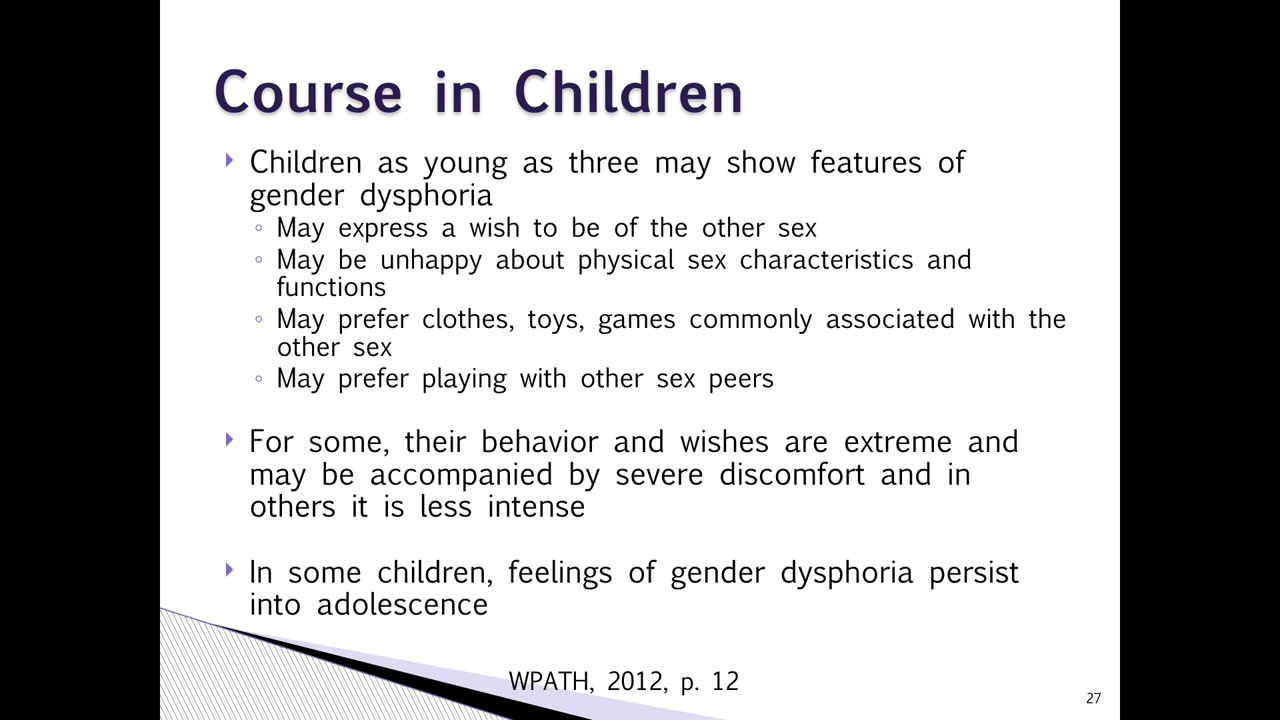 Course in Children
Children as young as three may show features of
gender dysphoria
May express a wish to be of the other sex
May be unhappy about physical sex characteristics and
functions
May prefer clothes, toys, games commonly associated with the
other sex
May prefer playing with other sex peers
For some, their behavior and wishes are extreme and
may be accompanied by severe discomfort and in
others it is less intense
In some children, feelings of gender dysphoria persist
into adolescence
WPATH, 2012, p. 12
27